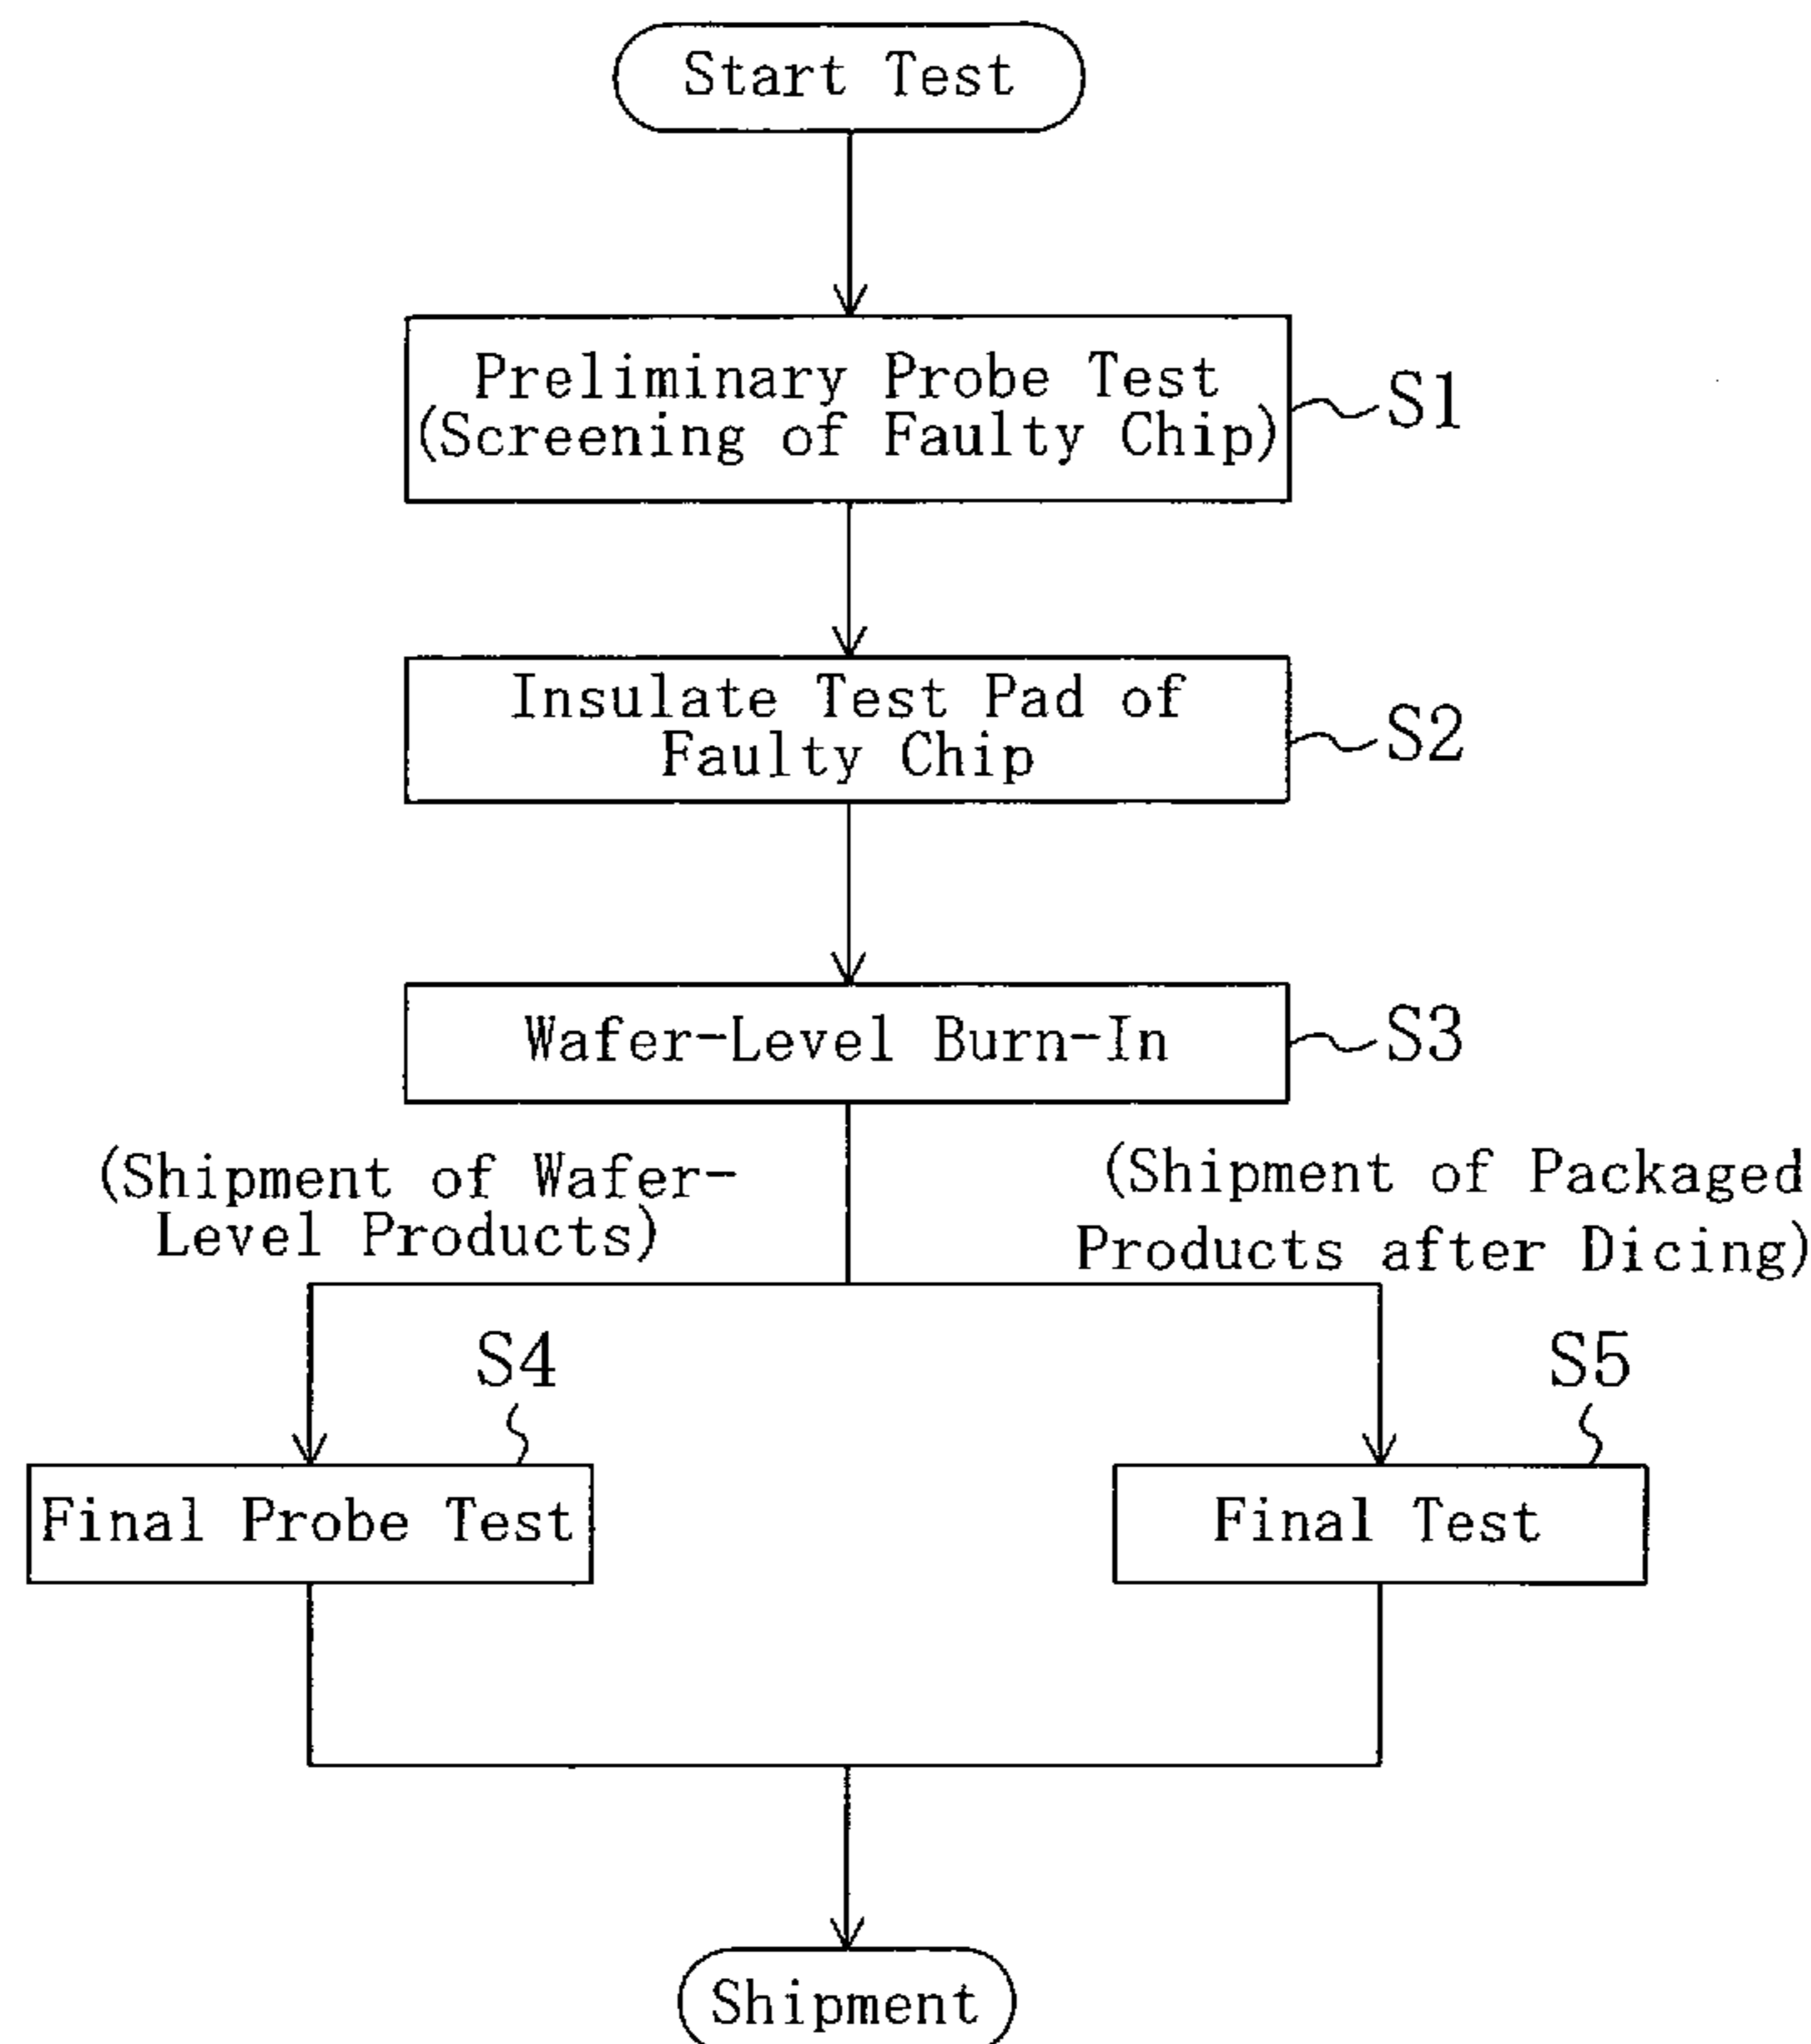 Start Test
Preliminary Probe Test
(Screening of Faulty Chip)
S1
Insulate Test Pad of
Faulty Chip
S2
Wafer-Level Burn-In
S3
(Shipment of Wafer-
Level Products)
(Shipment of Packaged
Products after Dicing)
S4
S5
Final Probe Test
Final Test
Shipment